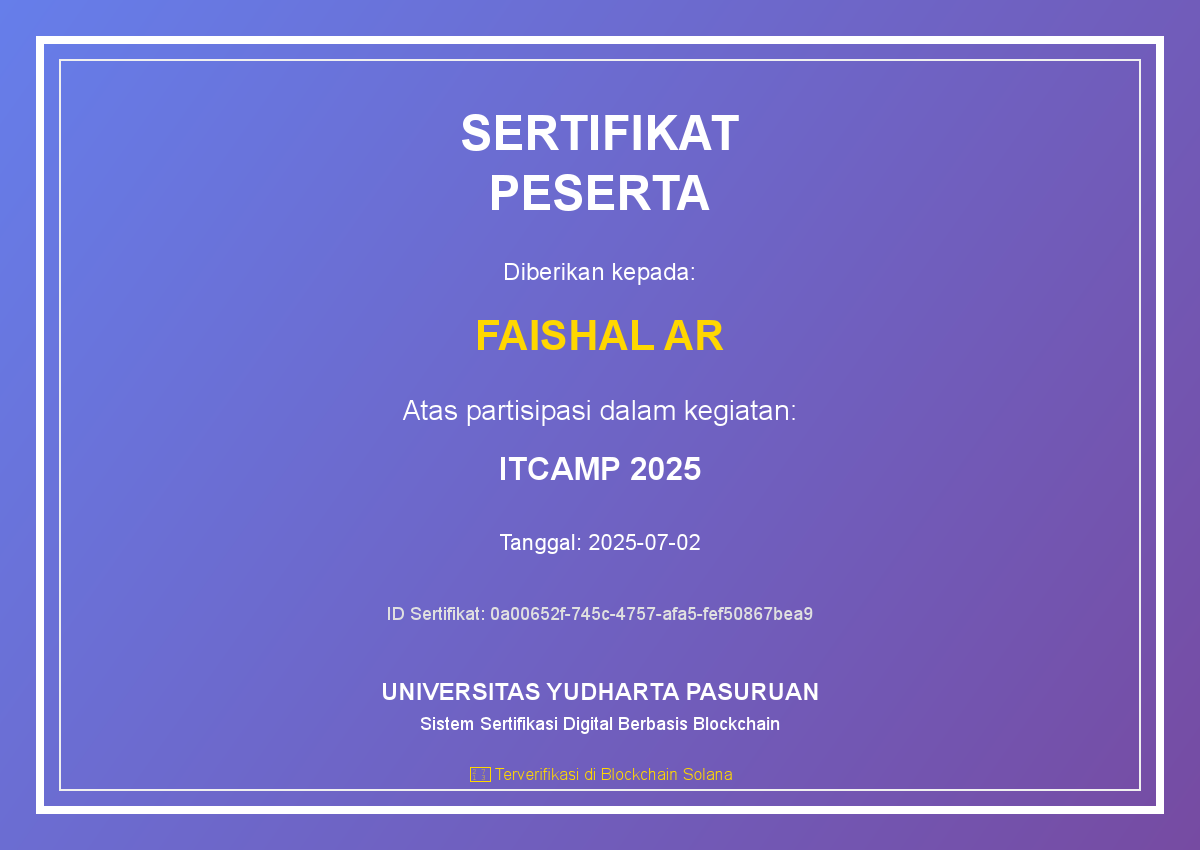 SERTIFIKAT
PESERTA
Diberikan kepada:
FAISHAL AR
Atas partisipasi dalam kegiatan:
ITCAMP 2025
Tanggal: 2025-07-02
ID Sertifikat: 0a00652f-745c-4757-afa5-fef50867bea9
UNIVERSITAS YUDHARTA PASURUAN
Sistem Sertifikasi Digital Berbasis Blockchain
Terverifikasi di Blockchain Solana